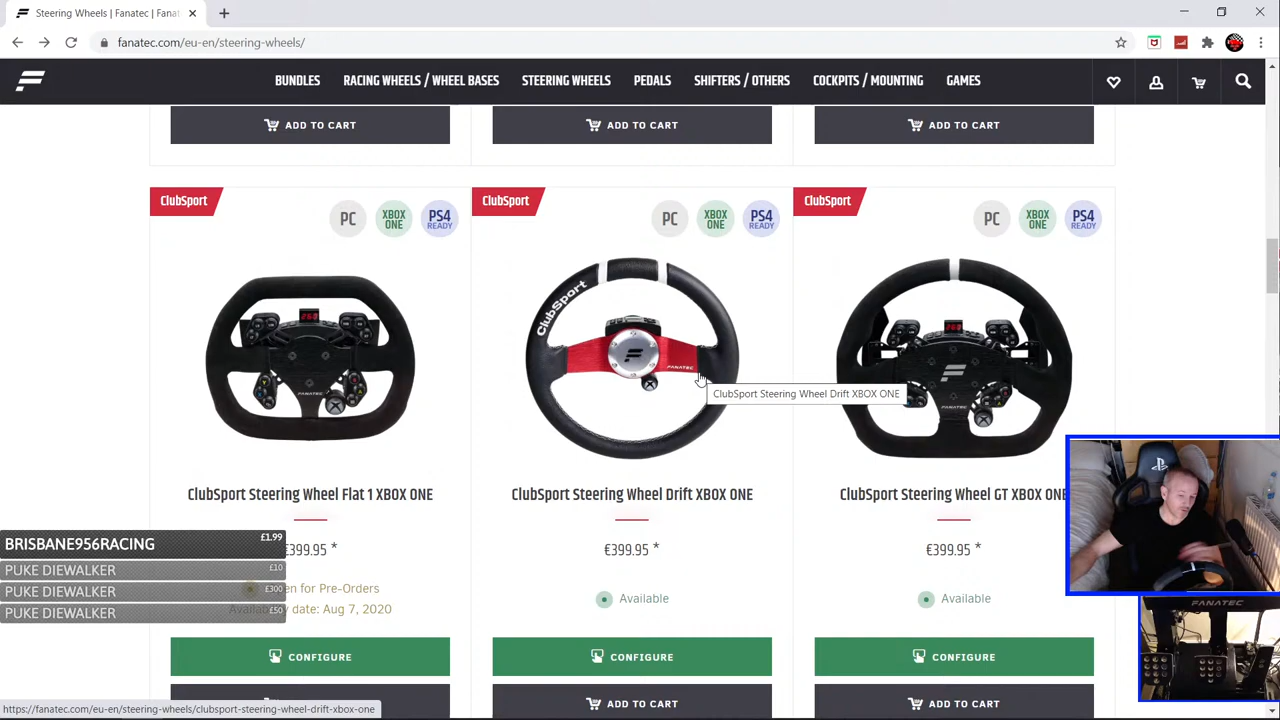 Steering Wheels | Fanatec | Fana
fanatec.com/eu-en/steering-wheels/
BUNDLES
RACING WHEELS / WHEEL BASES
STEERING WHEELS
PEDALS
SHIFTERS / OTHERS
COCKPITS / MOUNTING
GAMES
ADD TO CART
ADD TO CART
ADD TO CART
ClubSport
PC
XBOX
ONE
PS4
READY
ClubSport
PC
XBOX
ONE
PS4
READY
ClubSport
PC
XBOX
ONE
PS4
READY
ClubSport
FANATEC
FANATEC
FANATEC
ClubSport Steering Wheel Drift XBOX ONE
ClubSport Steering Wheel Flat 1 XBOX ONE
ClubSport Steering Wheel Drift XBOX ONE
ClubSport Steering Wheel GT XBOX ONE
€399.95 *
€399.95 *
€399.95 *
for Pre-Orders
date: Aug 7, 2020
Available
Available
BRISBANE956RACING £1.99
PUKE DIEWALKER £10
PUKE DIEWALKER £300
PUKE DIEWALKER £50
FANATEC
CONFIGURE
CONFIGURE
CONFIGURE
ADD TO CART
ADD TO CART
https://fanatec.com/eu-en/steering-wheels/clubsport-steering-wheel-drift-xbox-one